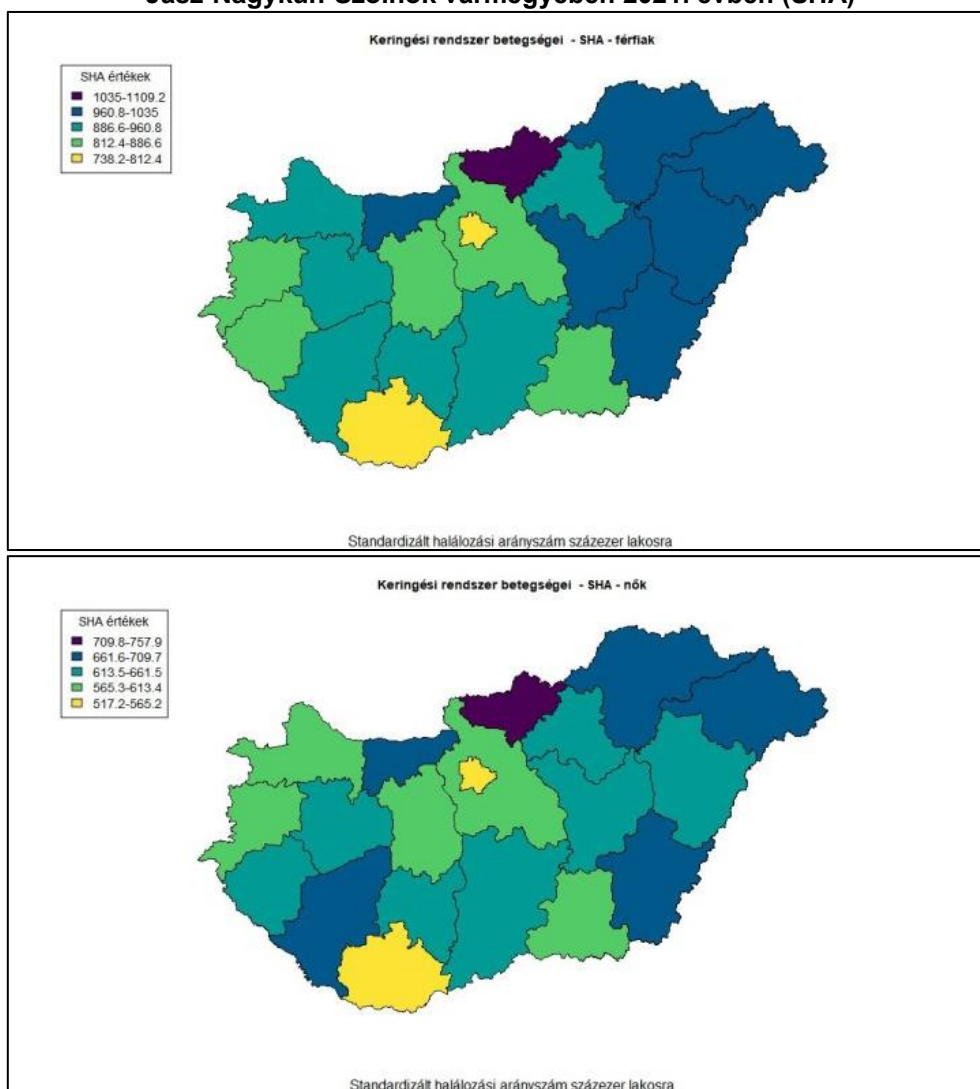 Jász-Nagykun-Szolnok vármegyében 2021. évben (SHA)
Keringési rendszer betegségei - SHA - férfiak
SHA értékek
1035-1109.2
960.8-1035
886.6-960.8
812.4-886.6
738.2-812.4
Standardizált halálozási arányszám százezer lakosra
Keringési rendszer betegségei - SHA - nők
SHA értékek
709.8-757.9
661.6-709.7
613.5-661.5
565.3-613.4
517.2-565.2
Standardizált halálozási arányszám százezer lakosra